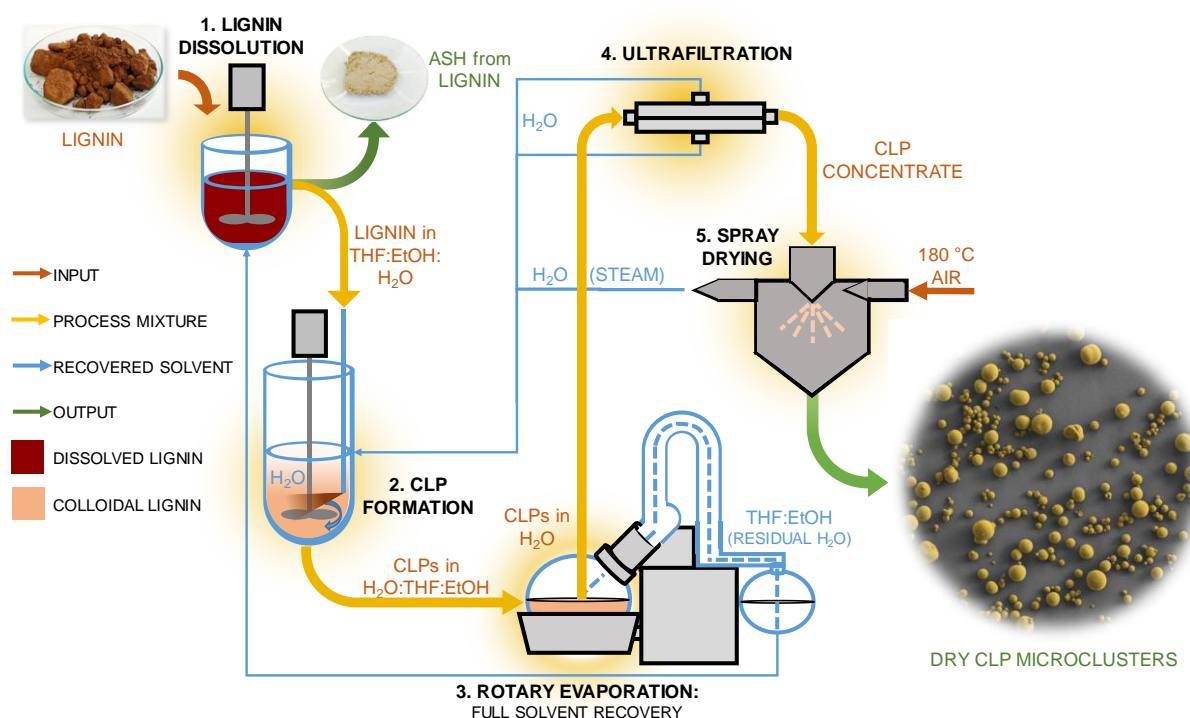 1. LIGNIN
DISSOLUTION
LIGNIN
ASH from
LIGNIN
4. ULTRAFILTRATION
H₂O
CLP
CONCENTRATE
LIGNIN in
THF:EtOH:
H₂O
5. SPRAY
DRYING
180 °C
AIR
H₂O (STEAM)
INPUT
PROCESS MIXTURE
RECOVERED SOLVENT
OUTPUT
DISSOLVED LIGNIN
COLLOIDAL LIGNIN
H₂O
2. CLP
FORMATION
CLPs in
H₂O
THF:EtOH
(RESIDUAL H₂O)
CLPs in
H₂O:THF:EtOH
DRY CLP MICROCLUSTERS
3. ROTARY EVAPORATION:
FULL SOLVENT RECOVERY